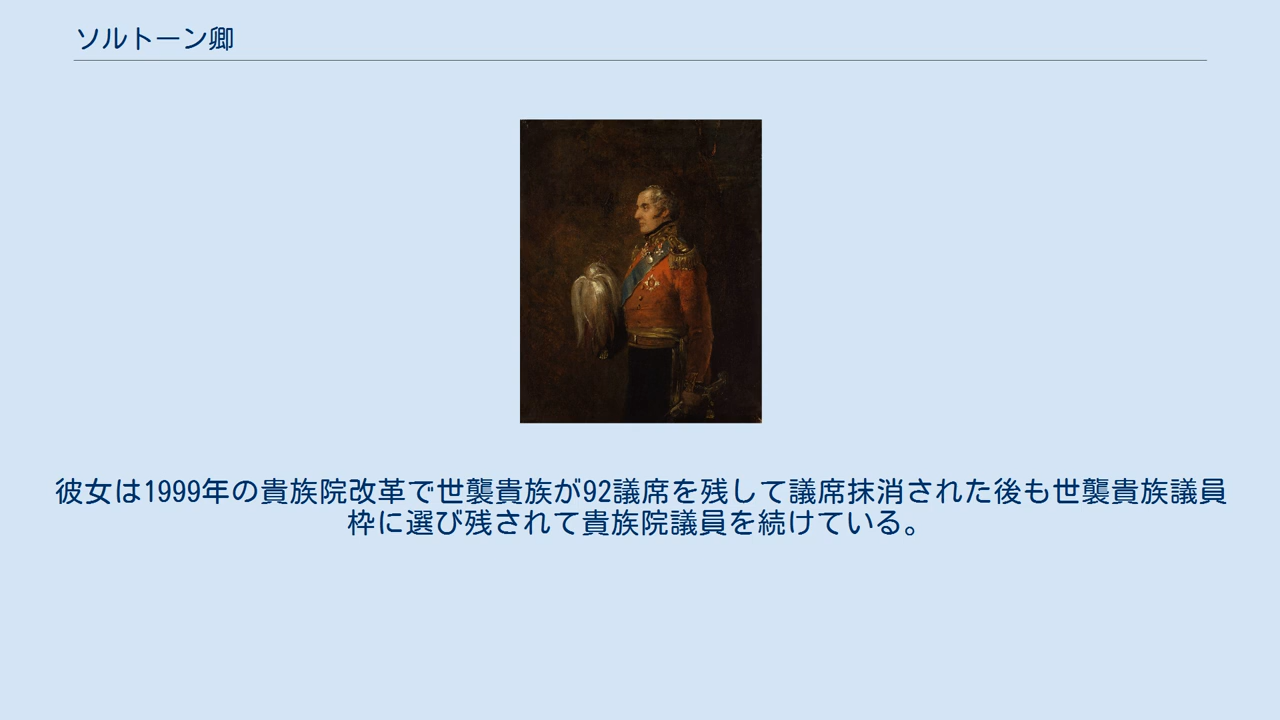 ソルトーン卿
彼女は1999年の貴族院改革で世襲貴族が92議席を残して議席抹消された後も世襲貴族議員
枠に選び残されて貴族院議員を続けている。